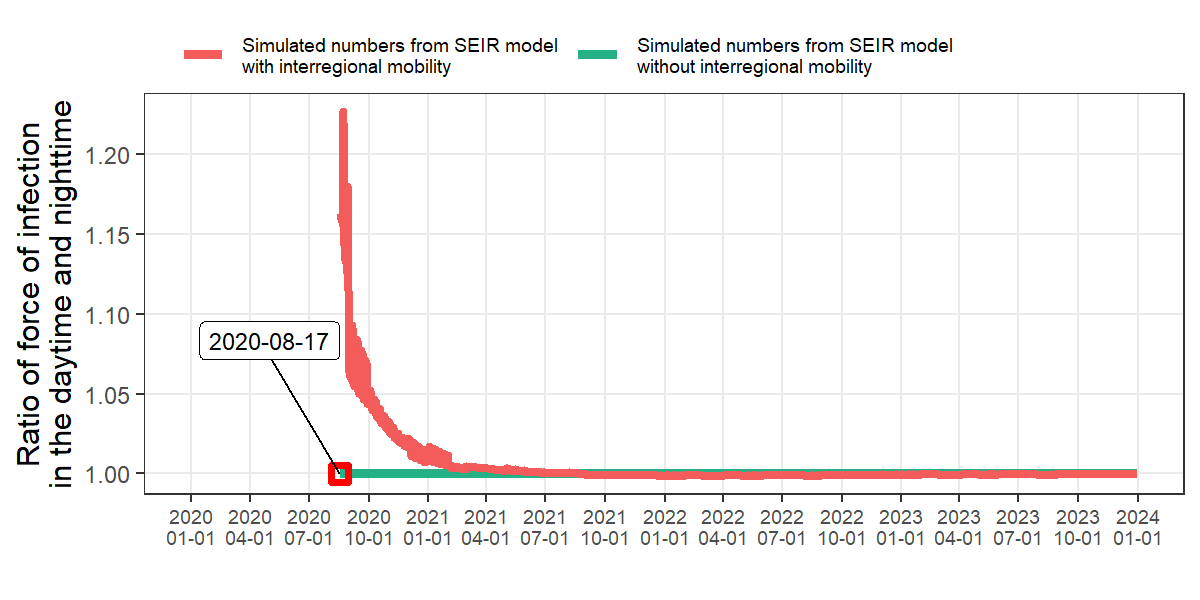 Simulated numbers from SEIR model
with interregional mobility
Simulated numbers from SEIR model
without interregional mobility
Ratio of force of infection
in the daytime and nighttime
1.20
1.15
1.10
1.05
1.00
2020-08-17
2020 2020 2020 2020 2021 2021 2021 2021 2022 2022 2022 2022 2023 2023 2023 2023 2024
01-01 04-01 07-01 10-01 01-01 04-01 07-01 10-01 01-01 04-01 07-01 10-01 01-01 04-01 07-01 10-01 01-01